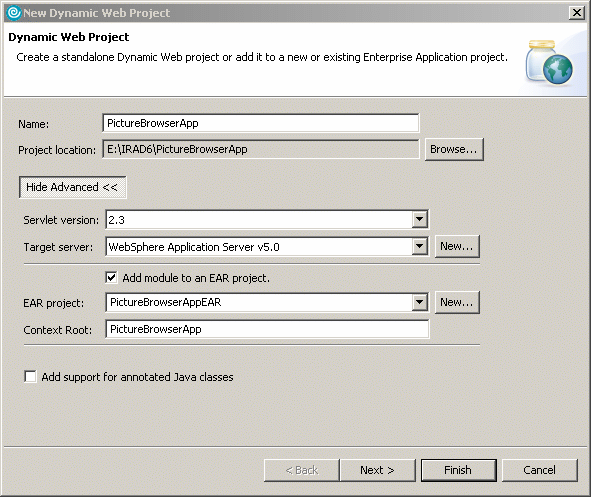 New Dynamic Web Project
Dynamic Web Project
Create a standalone Dynamic Web project or add it to a new or existing Enterprise Application project.
Name: PictureBrowserApp
Project location: E:\IRAD6\PictureBrowserApp Browse...
Hide Advanced <<
Servlet version: 2.3
Target server: WebSphere Application Server v5.0 New...
Add module to an EAR project.
EAR project: PictureBrowserAppEAR New...
Context Root: PictureBrowserApp
Add support for annotated Java classes
< Back Next > Finish Cancel